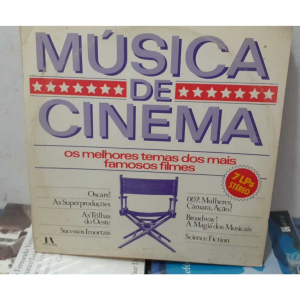 MÚSICA
DE
CINEMA
os melhores temas dos mais
famosos filmes
7 LPs
STEREO
Oscars!
As Superproduções
As Trilhas
do Oeste
Sucessos Imortais
007: Mulheres,
Câmara, Ação!
Broadway!
A Magia dos Musicais
Science Fiction